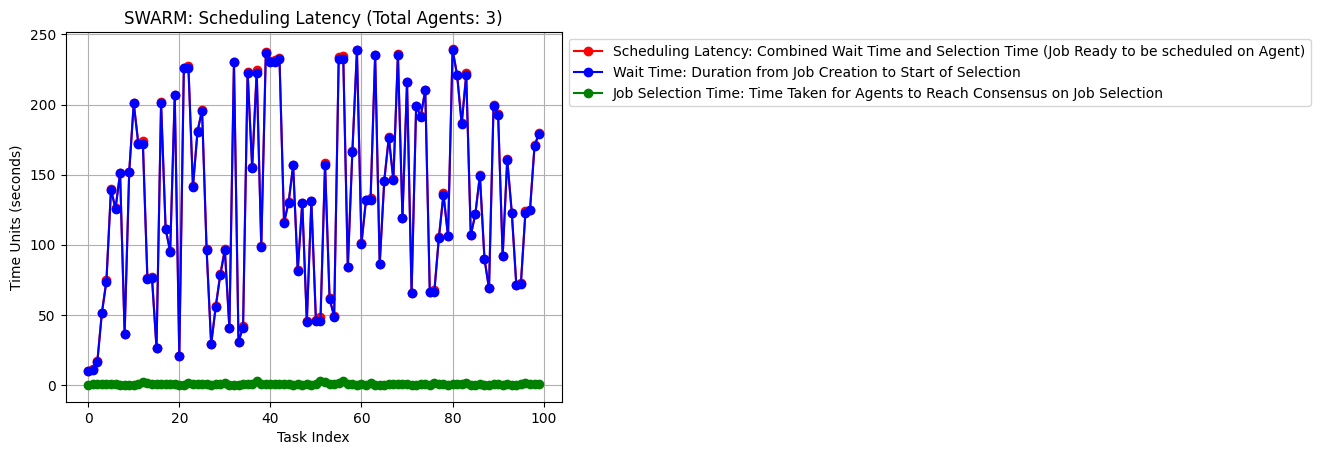 SWARM: Scheduling Latency (Total Agents: 3)
Scheduling Latency: Combined Wait Time and Selection Time (Job Ready to be scheduled on Agent)
Wait Time: Duration from Job Creation to Start of Selection
Job Selection Time: Time Taken for Agents to Reach Consensus on Job Selection
Time Units (seconds)
250
200
150
100
50
0
0 20 40 60 80 100
Task Index